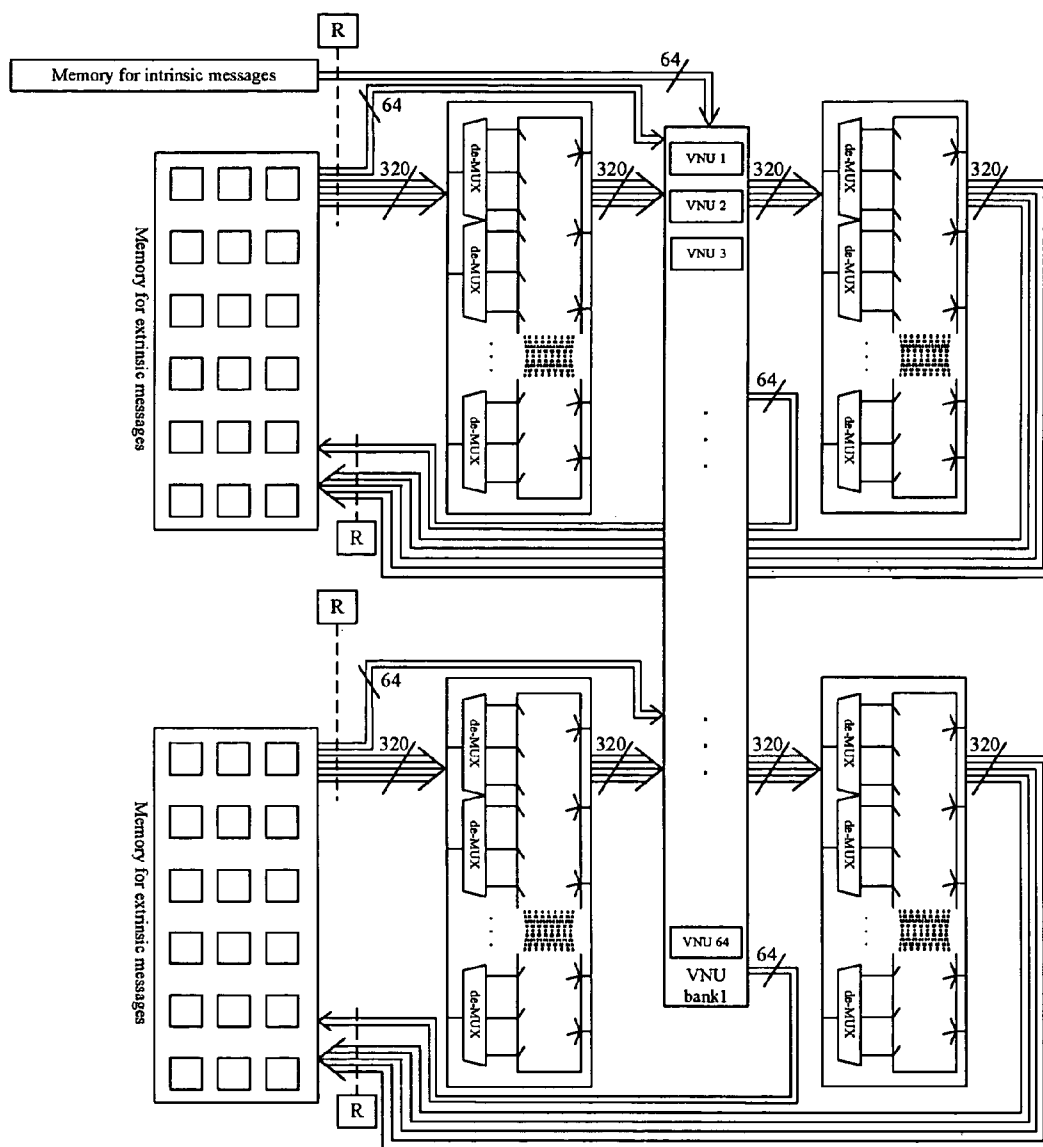 R
Memory for intrinsic messages
64
64
de-MUX
de-MUX
de-MUX
320
320
VNU 1
VNU 2
VNU 3
320
de-MUX
de-MUX
de-MUX
320
Memory for extrinsic messages
64
R
R
64
de-MUX
de-MUX
de-MUX
320
320
320
de-MUX
de-MUX
de-MUX
320
Memory for extrinsic messages
VNU 64
VNU
bank1
64
R